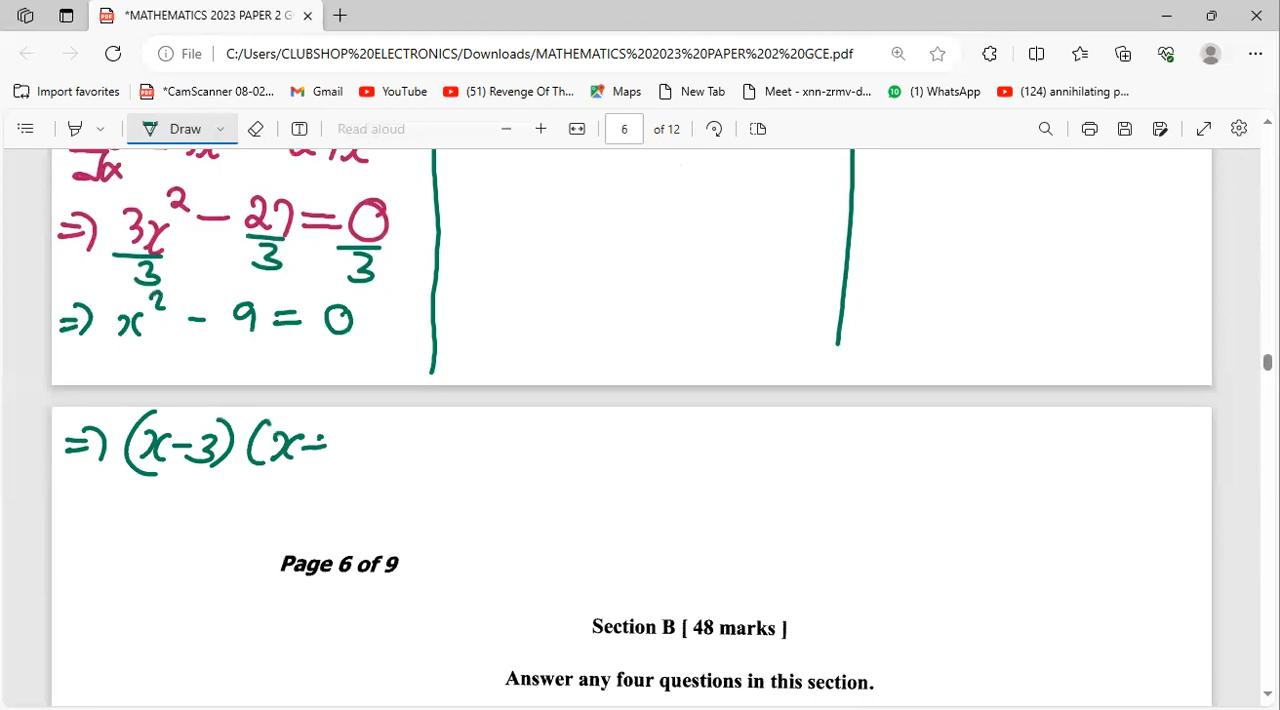 *MATHEMATICS 2023 PAPER 2 G
File C:/Users/CLUBSHOP%20ELECTRONICS/Downloads/MATHEMATICS%202023%20PAPER%202%20GCE.pdf
Import favorites *CamScanner 08-02... Gmail YouTube (51) Revenge Of Th... Maps New Tab Meet - xnn-zrmv-d... (1) WhatsApp (124) annihilating p...
Draw Read aloud 6 of 12
=> 3x² - 27 = 0
3 3 3
=> x² - 9 = 0
=> (x-3) (x
Page 6 of 9
Section B [ 48 marks ]
Answer any four questions in this section.